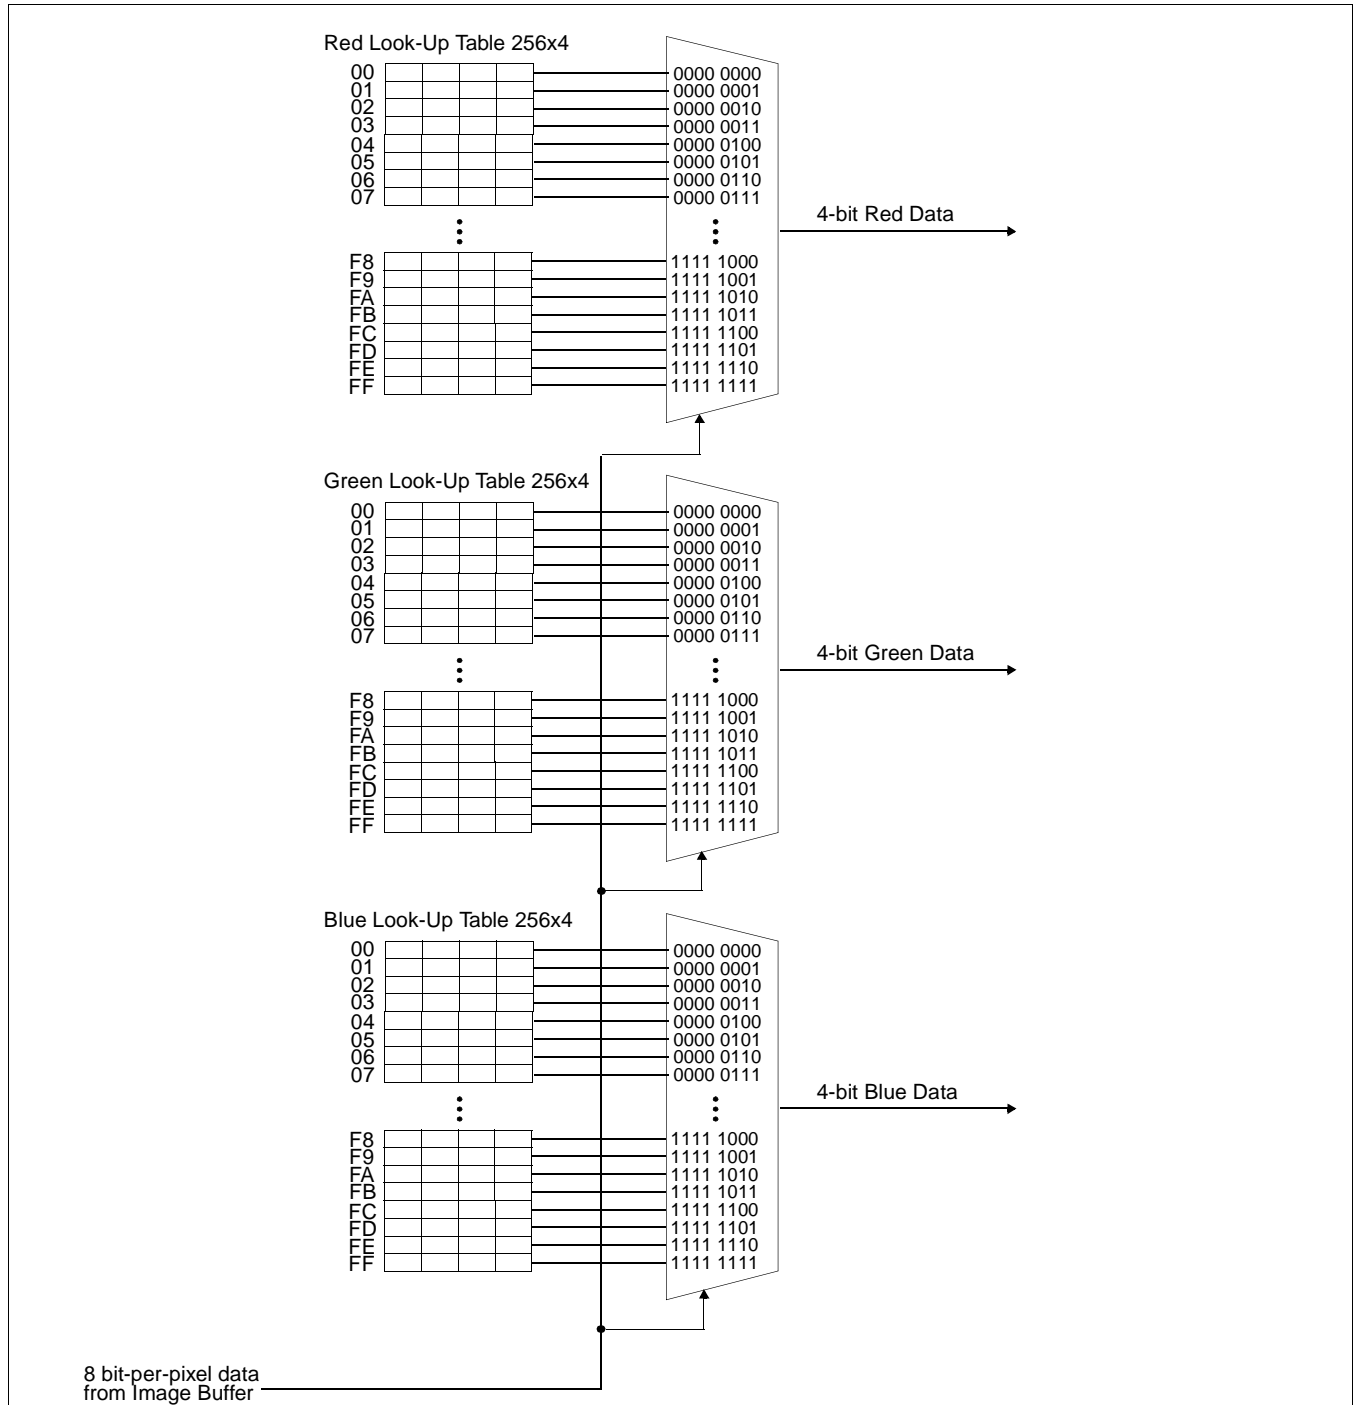 Red Look-Up Table 256x4
00 0000 0000
01 0000 0001
02 0000 0010
03 0000 0011
04 0000 0100
05 0000 0101
06 0000 0110
07 0000 0111
4-bit Red Data
F8 1111 1000
F9 1111 1001
FA 1111 1010
FB 1111 1011
FC 1111 1100
FD 1111 1101
FE 1111 1110
FF 1111 1111
Green Look-Up Table 256x4
00 0000 0000
01 0000 0001
02 0000 0010
03 0000 0011
04 0000 0100
05 0000 0101
06 0000 0110
07 0000 0111
4-bit Green Data
F8 1111 1000
F9 1111 1001
FA 1111 1010
FB 1111 1011
FC 1111 1100
FD 1111 1101
FE 1111 1110
FF 1111 1111
Blue Look-Up Table 256x4
00 0000 0000
01 0000 0001
02 0000 0010
03 0000 0011
04 0000 0100
05 0000 0101
06 0000 0110
07 0000 0111
4-bit Blue Data
F8 1111 1000
F9 1111 1001
FA 1111 1010
FB 1111 1011
FC 1111 1100
FD 1111 1101
FE 1111 1110
FF 1111 1111
8 bit-per-pixel data
from Image Buffer